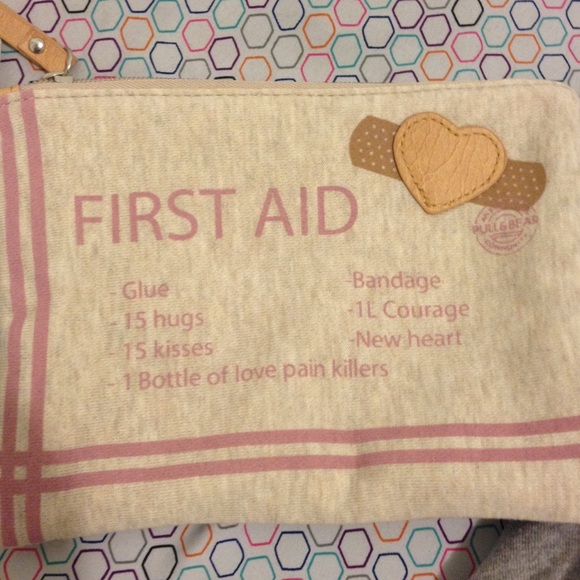 FIRST AID
- Glue
- 15 hugs
- 15 kisses
- 1 Bottle of love pain killers
-Bandage
-1L Courage
-New heart
PULL & BEAR